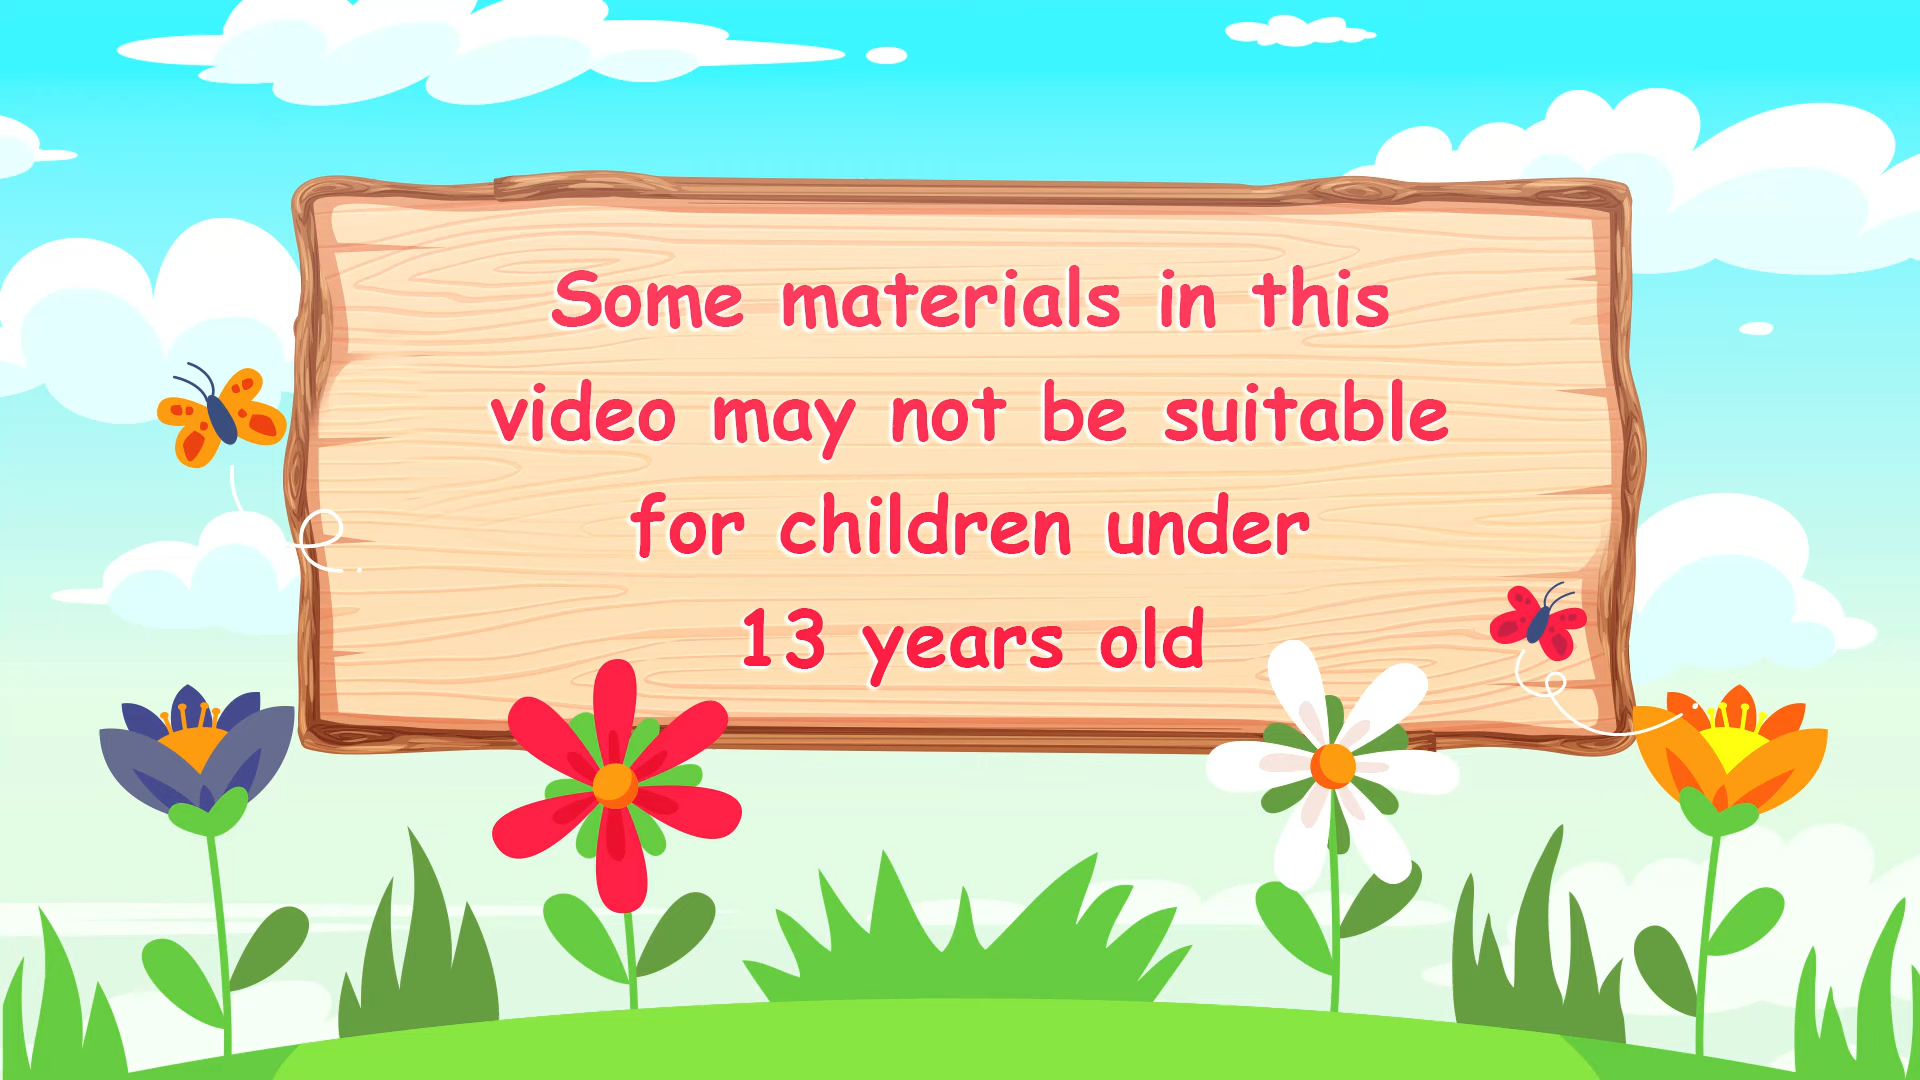 Some materials in this
video may not be suitable
for children under
13 years old